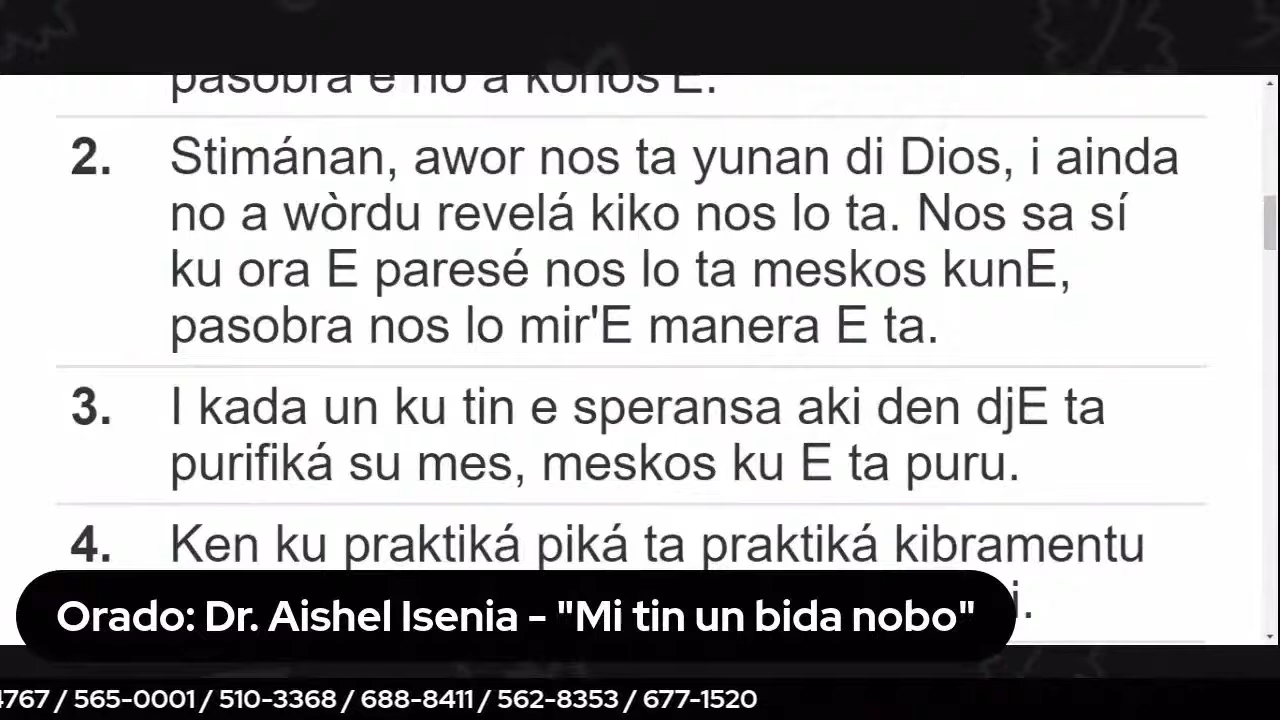 pasobra e no a konos'E.
2. Stimánan, awor nos ta yunan di Dios, i ainda
no a wòrdu revelá kiko nos lo ta. Nos sa sí
ku ora E paresé nos lo ta meskos kunE,
pasobra nos lo mir'E manera E ta.
3. I kada un ku tin e speransa aki den djE ta
purifiká su mes, meskos ku E ta puru.
4. Ken ku praktiká piká ta praktiká kibramentu
Orado: Dr. Aishel Isenia - "Mi tin un bida nobo"
4767 / 565-0001 / 510-3368 / 688-8411 / 562-8353 / 677-1520